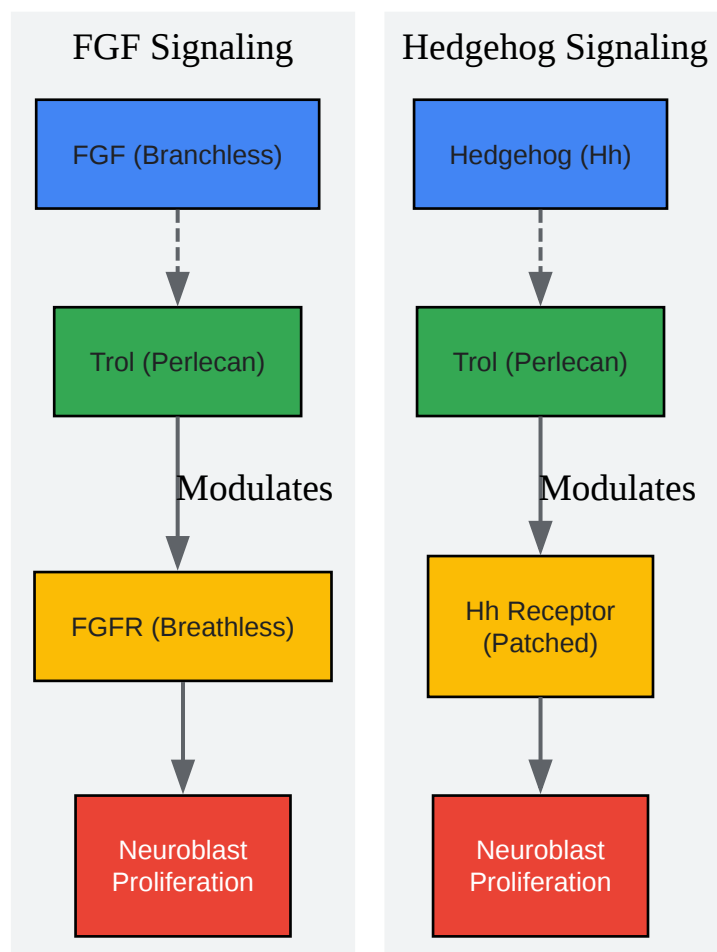 FGF Signaling
FGF (Branchless)
Trol (Perlecan)
Modulates
FGFR (Breathless)
Neuroblast
Proliferation
Hedgehog Signaling
Hedgehog (Hh)
Trol (Perlecan)
Modulates
Hh Receptor
(Patched)
Neuroblast
Proliferation